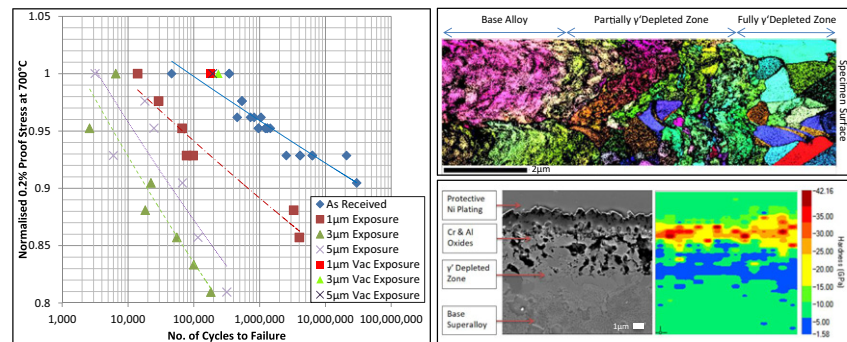 Normalised 0.2% Proof Stress at 700°C
1.05
1
0.95
0.9
0.85
0.8
1,000
10,000
100,000
1,000,000
10,000,000
100,000,000
No. of Cycles to Failure
As Received
1µm Exposure
3µm Exposure
5µm Exposure
1µm Vac Exposure
3µm Vac Exposure
5µm Vac Exposure
Base Alloy
Partially γ'Depleted Zone
Fully γ'Depleted Zone
Specimen Surface
2µm
Protective
Ni Plating
Cr & Al
Oxides
γ' Depleted
Zone
Base
Superalloy
1µm
42.16
35.00
30.00
25.00
20.00
15.00
10.00
5.00
1.58
Hardness (GPa)